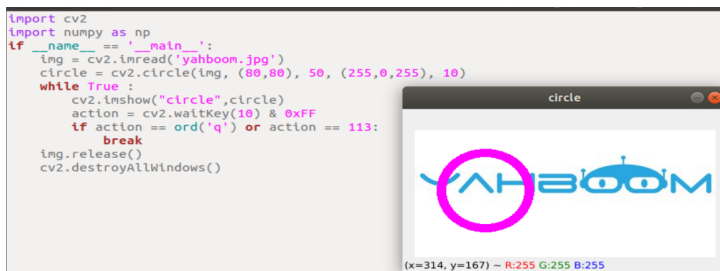 import cv2
import numpy as np
if __name__ == '__main__':
    img = cv2.imread('yahboom.jpg')
    circle = cv2.circle(img, (80,80), 50, (255,0,255), 10)
    while True :
        cv2.imshow("circle",circle)
        action = cv2.waitKey(10) & 0xFF
        if action == ord('q') or action == 113:
            break
    img.release()
    cv2.destroyAllWindows()
circle
YAHBOOM
(x=314, y=167) ~ R:255 G:255 B:255